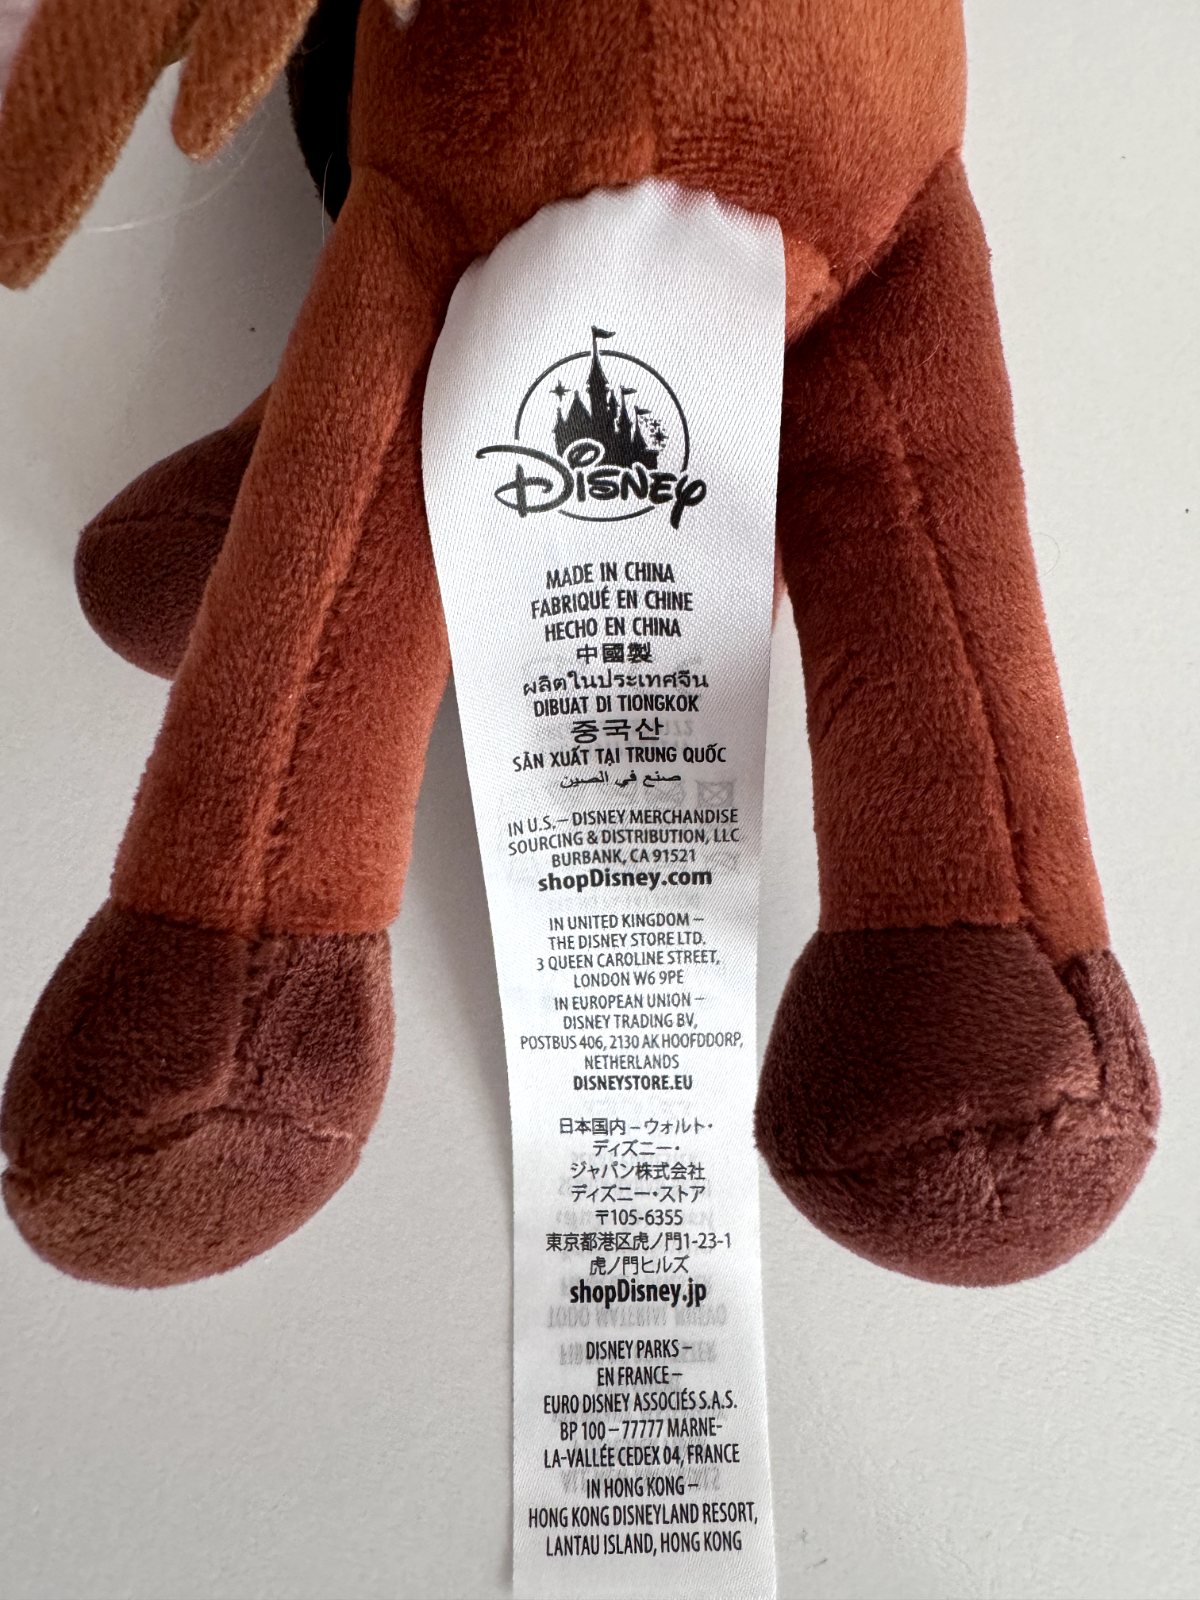 Disney
MADE IN CHINA
FABRIQUÉ EN CHINE
HECHO EN CHINA
中國製
ผลิตในประเทศจีน
DIBUAT DI TIONGKOK
중국산
SẢN XUẤT TẠI TRUNG QUỐC
صنع في الصين
IN U.S.– DISNEY MERCHANDISE
SOURCING & DISTRIBUTION, LLC
BURBANK, CA 91521
shopDisney.com
IN UNITED KINGDOM –
THE DISNEY STORE LTD.
3 QUEEN CAROLINE STREET,
LONDON W6 9PE
IN EUROPEAN UNION –
DISNEY TRADING BV,
POSTBUS 406, 2130 AK HOOFDDORP,
NETHERLANDS
DISNEYSTORE.EU
日本国内 – ウォルト・
ディズニー・
ジャパン株式会社
ディズニー・ストア
〒105-6355
東京都港区虎ノ門1-23-1
虎ノ門ヒルズ
shopDisney.jp
DISNEY PARKS –
EN FRANCE –
EURO DISNEY ASSOCIÉS S.A.S.
BP 100 – 77777 MARNE-
LA-VALLÉE CEDEX 04, FRANCE
IN HONG KONG –
HONG KONG DISNEYLAND RESORT,
LANTAU ISLAND, HONG KONG